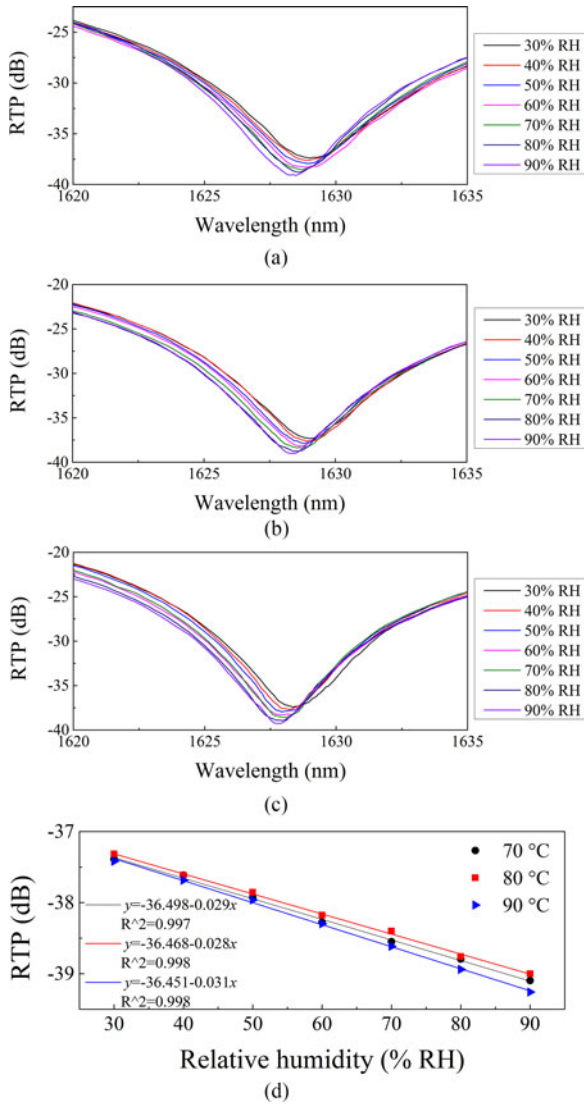 -25
-30
-35
-40
RTP (dB)
1620 1625 1630 1635
Wavelength (nm)
30% RH
40% RH
50% RH
60% RH
70% RH
80% RH
90% RH
(a)
-20
-25
-30
-35
-40
RTP (dB)
1620 1625 1630 1635
Wavelength (nm)
30% RH
40% RH
50% RH
60% RH
70% RH
80% RH
90% RH
(b)
-20
-25
-30
-35
-40
RTP (dB)
1620 1625 1630 1635
Wavelength (nm)
30% RH
40% RH
50% RH
60% RH
70% RH
80% RH
90% RH
(c)
-37
-38
-39
RTP (dB)
70 °C
80 °C
90 °C
y=-36.498-0.029x
R^2=0.997
y=-36.468-0.028x
R^2=0.998
y=-36.451-0.031x
R^2=0.998
30 40 50 60 70 80 90
Relative humidity (% RH)
(d)